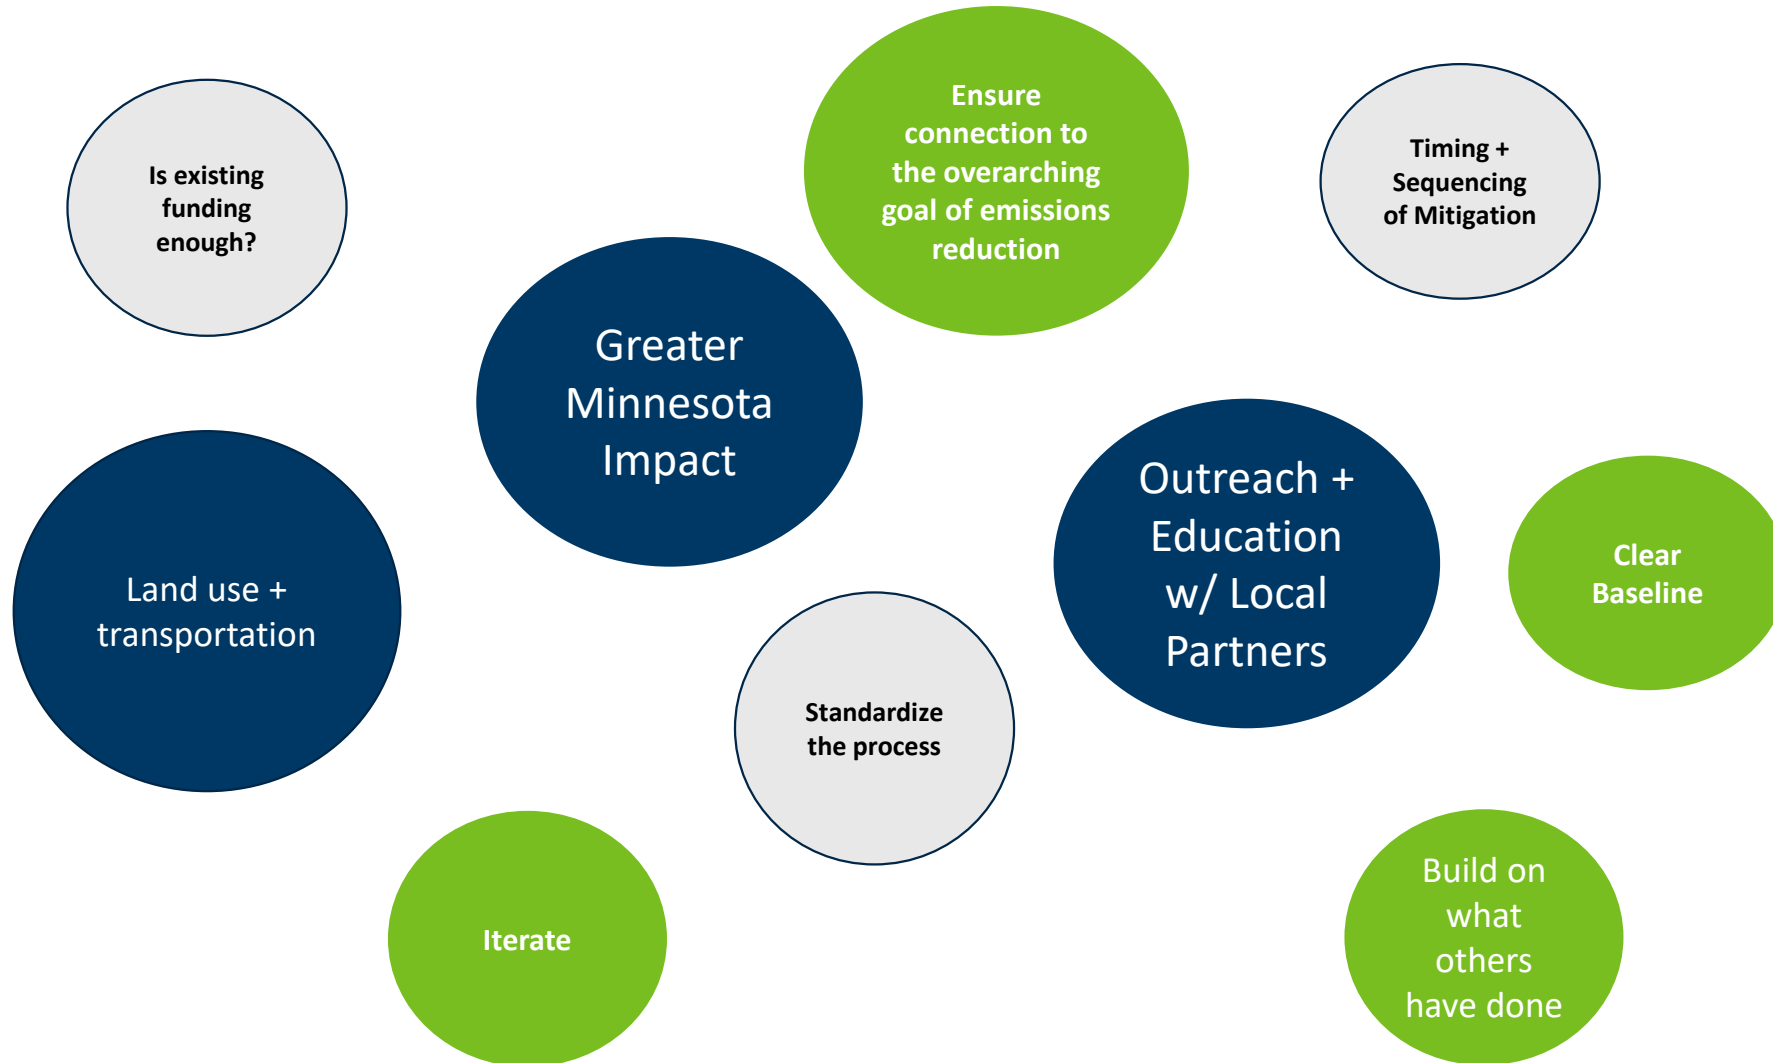 Is existing
funding
enough?
Ensure
connection to
the overarching
goal of emissions
reduction
Timing +
Sequencing
of Mitigation
Greater
Minnesota
Impact
Land use +
transportation
Outreach +
Education
w/ Local
Partners
Clear
Baseline
Standardize
the process
Iterate
Build on
what
others
have done